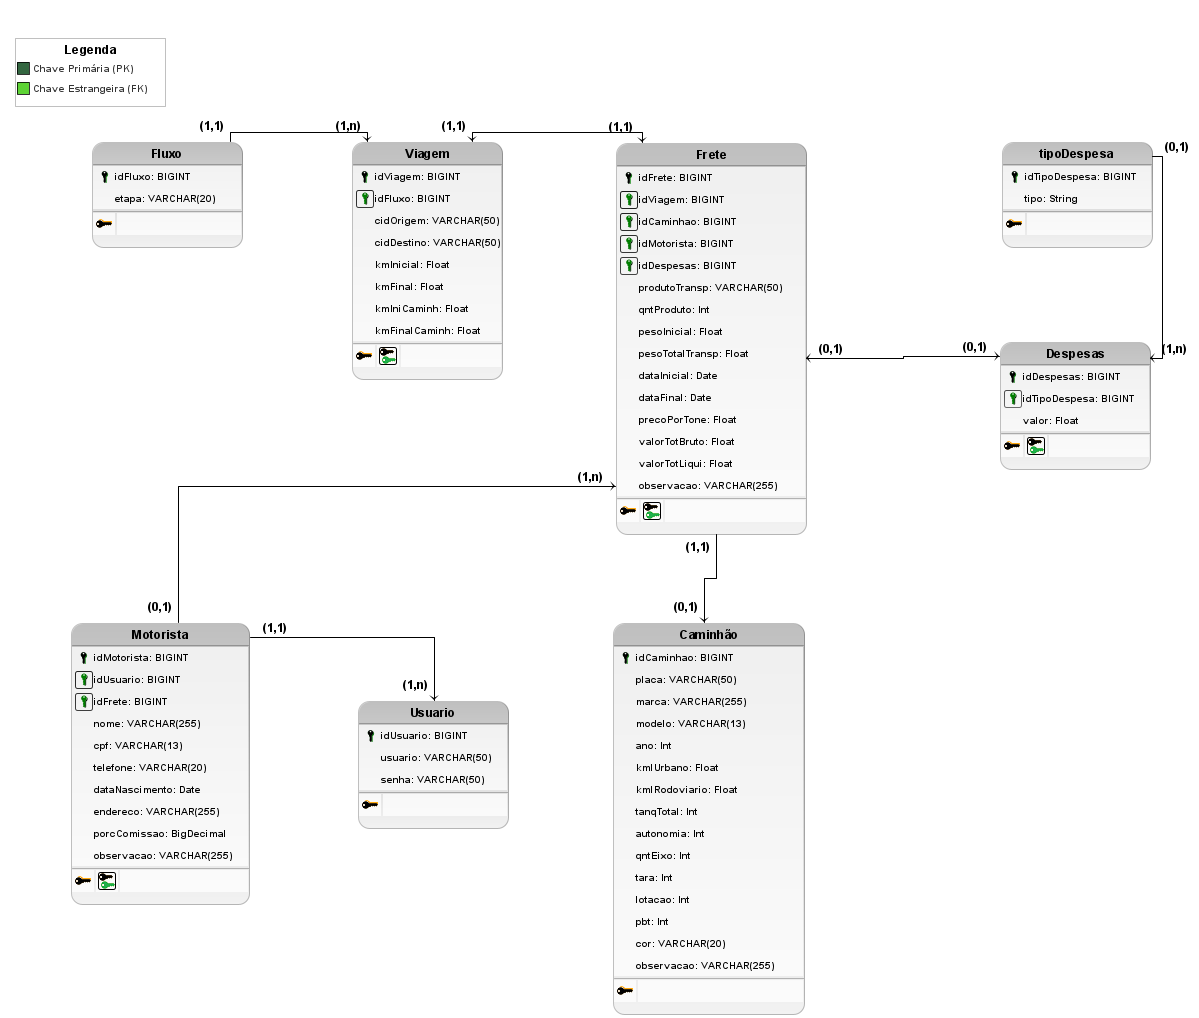 Legenda
Chave Primária (PK)
Chave Estrangeira (FK)
(1,1)
(1,n)
(1,1)
(1,1)
(0,1)
Fluxo
idFluxo: BIGINT
etapa: VARCHAR(20)
Viagem
idViagem: BIGINT
idFluxo: BIGINT
cidOrigem: VARCHAR(50)
cidDestino: VARCHAR(50)
kmInicial: Float
kmFinal: Float
kmIniCaminh: Float
kmFinalCaminh: Float
Frete
idFrete: BIGINT
idViagem: BIGINT
idCaminhao: BIGINT
idMotorista: BIGINT
idDespesas: BIGINT
produtoTransp: VARCHAR(50)
qntProduto: Int
pesoInicial: Float
pesoTotalTransp: Float
dataInicial: Date
dataFinal: Date
precoPorTone: Float
valorTotBruto: Float
valorTotLiqui: Float
observacao: VARCHAR(255)
tipoDespesa
idTipoDespesa: BIGINT
tipo: String
(0,1)
(0,1)
(1,n)
Despesas
idDespesas: BIGINT
idTipoDespesa: BIGINT
valor: Float
(1,n)
(1,1)
(0,1)
(0,1)
(1,1)
(1,n)
Motorista
idMotorista: BIGINT
idUsuario: BIGINT
idFrete: BIGINT
nome: VARCHAR(255)
cpf: VARCHAR(13)
telefone: VARCHAR(20)
dataNascimento: Date
endereco: VARCHAR(255)
porcComissao: BigDecimal
observacao: VARCHAR(255)
Usuario
idUsuario: BIGINT
usuario: VARCHAR(50)
senha: VARCHAR(50)
Caminhão
idCaminhao: BIGINT
placa: VARCHAR(50)
marca: VARCHAR(255)
modelo: VARCHAR(13)
ano: Int
kmlUrbano: Float
kmlRodoviario: Float
tanqTotal: Int
autonomia: Int
qntEixo: Int
tara: Int
lotacao: Int
pbt: Int
cor: VARCHAR(20)
observacao: VARCHAR(255)